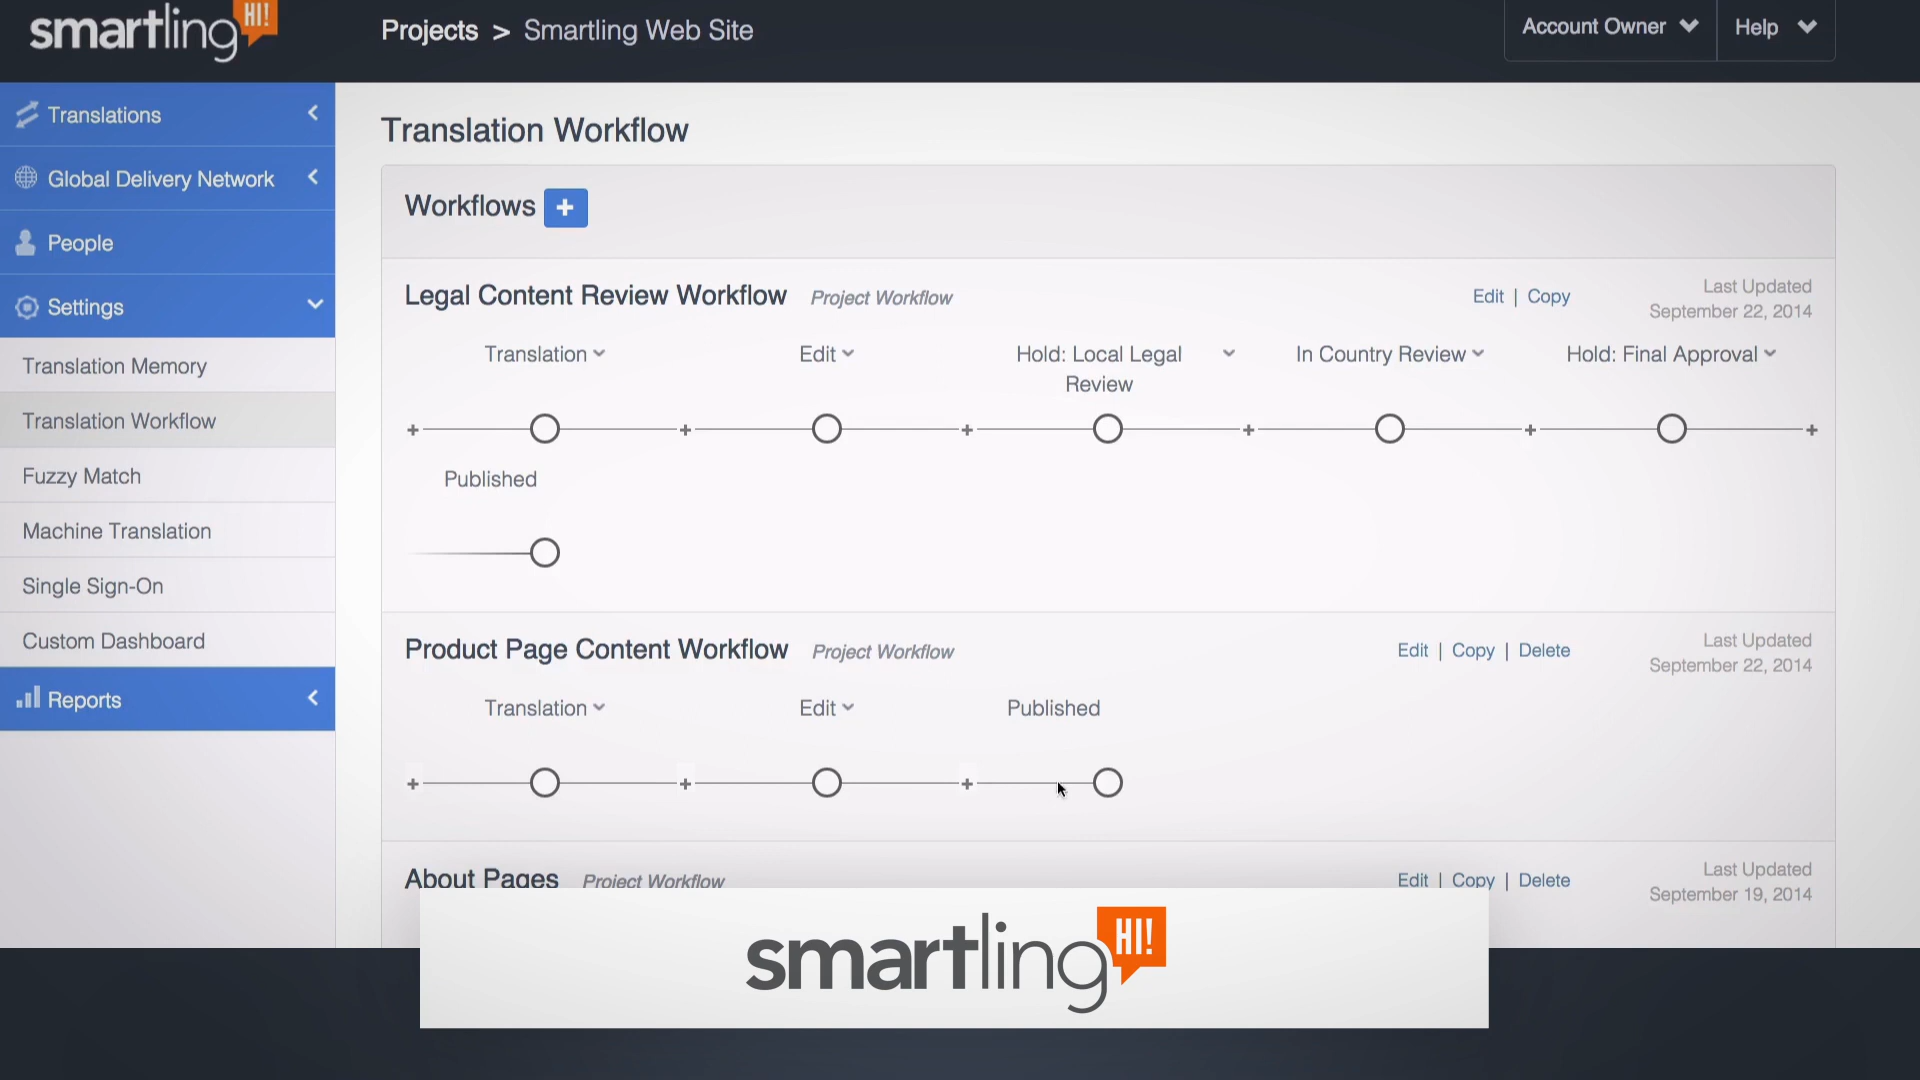 smartling HI!
Projects > Smartling Web Site
Account Owner
Help
Translations
Global Delivery Network
People
Settings
Translation Memory
Translation Workflow
Fuzzy Match
Machine Translation
Single Sign-On
Custom Dashboard
Reports
Translation Workflow
Workflows +
Legal Content Review Workflow Project Workflow
Edit | Copy
Last Updated
September 22, 2014
Translation
Edit
Hold: Local Legal
Review
In Country Review
Hold: Final Approval
Published
Product Page Content Workflow Project Workflow
Edit | Copy | Delete
Last Updated
September 22, 2014
Translation
Edit
Published
About Pages Project Workflow
Edit | Copy | Delete
Last Updated
September 19, 2014
smartling HI!